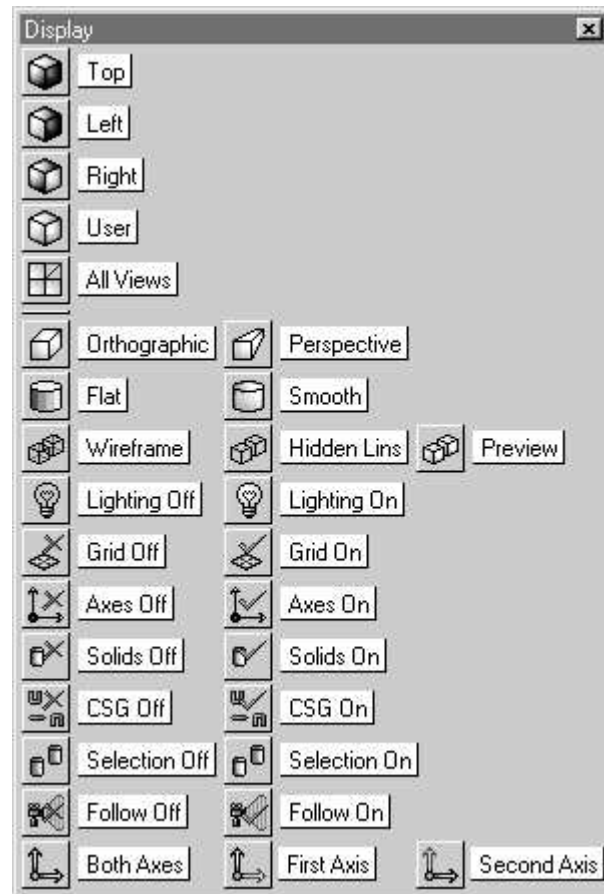 Display
Top
Left
Right
User
All Views
Orthographic Perspective
Flat Smooth
Wireframe Hidden Lins Preview
Lighting Off Lighting On
Grid Off Grid On
Axes Off Axes On
Solids Off Solids On
CSG Off CSG On
Selection Off Selection On
Follow Off Follow On
Both Axes First Axis Second Axis